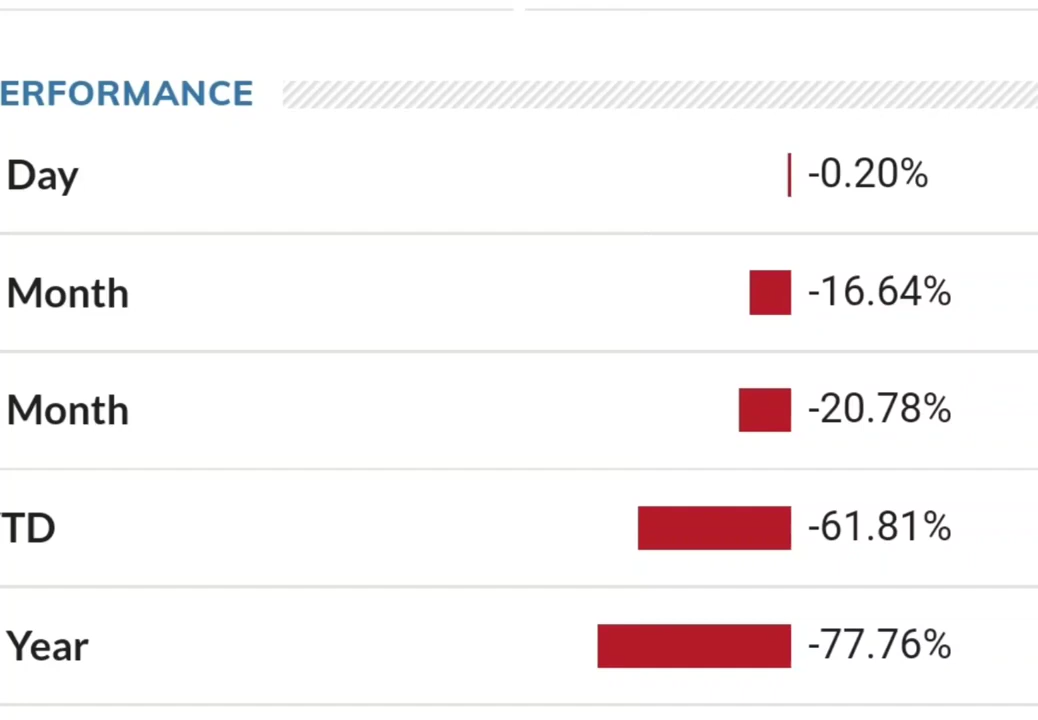 ERFORMANCE
Day -0.20%
Month -16.64%
Month -20.78%
TD -61.81%
Year -77.76%